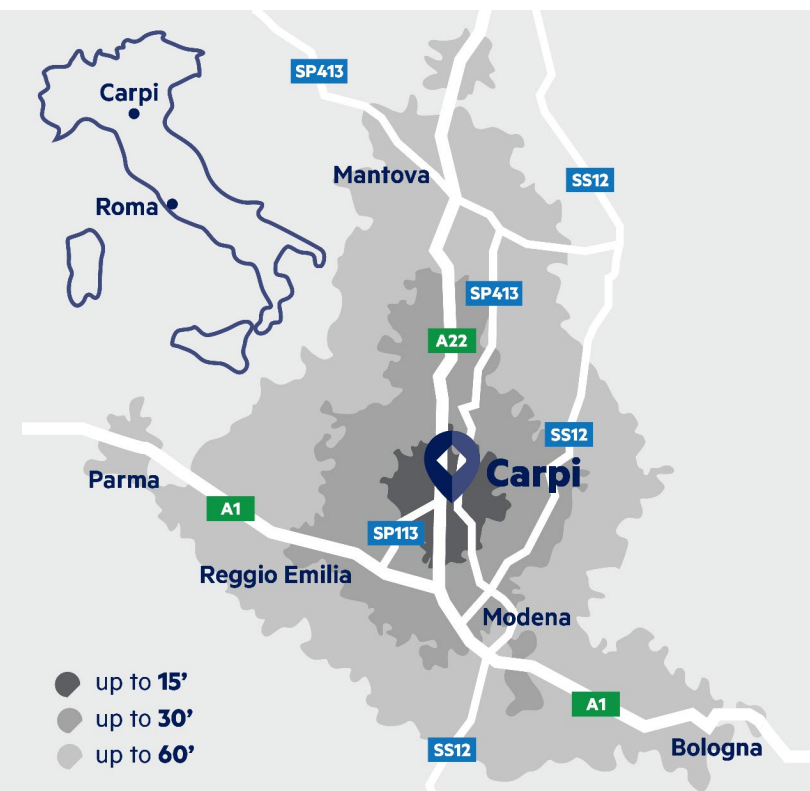 SP413
Carpi
Mantova
SS12
Roma
SP413
A22
SS12
Carpi
Parma
A1
SP113
Reggio Emilia
Modena
up to 15’
up to 30’
A1
up to 60’
SS12
Bologna